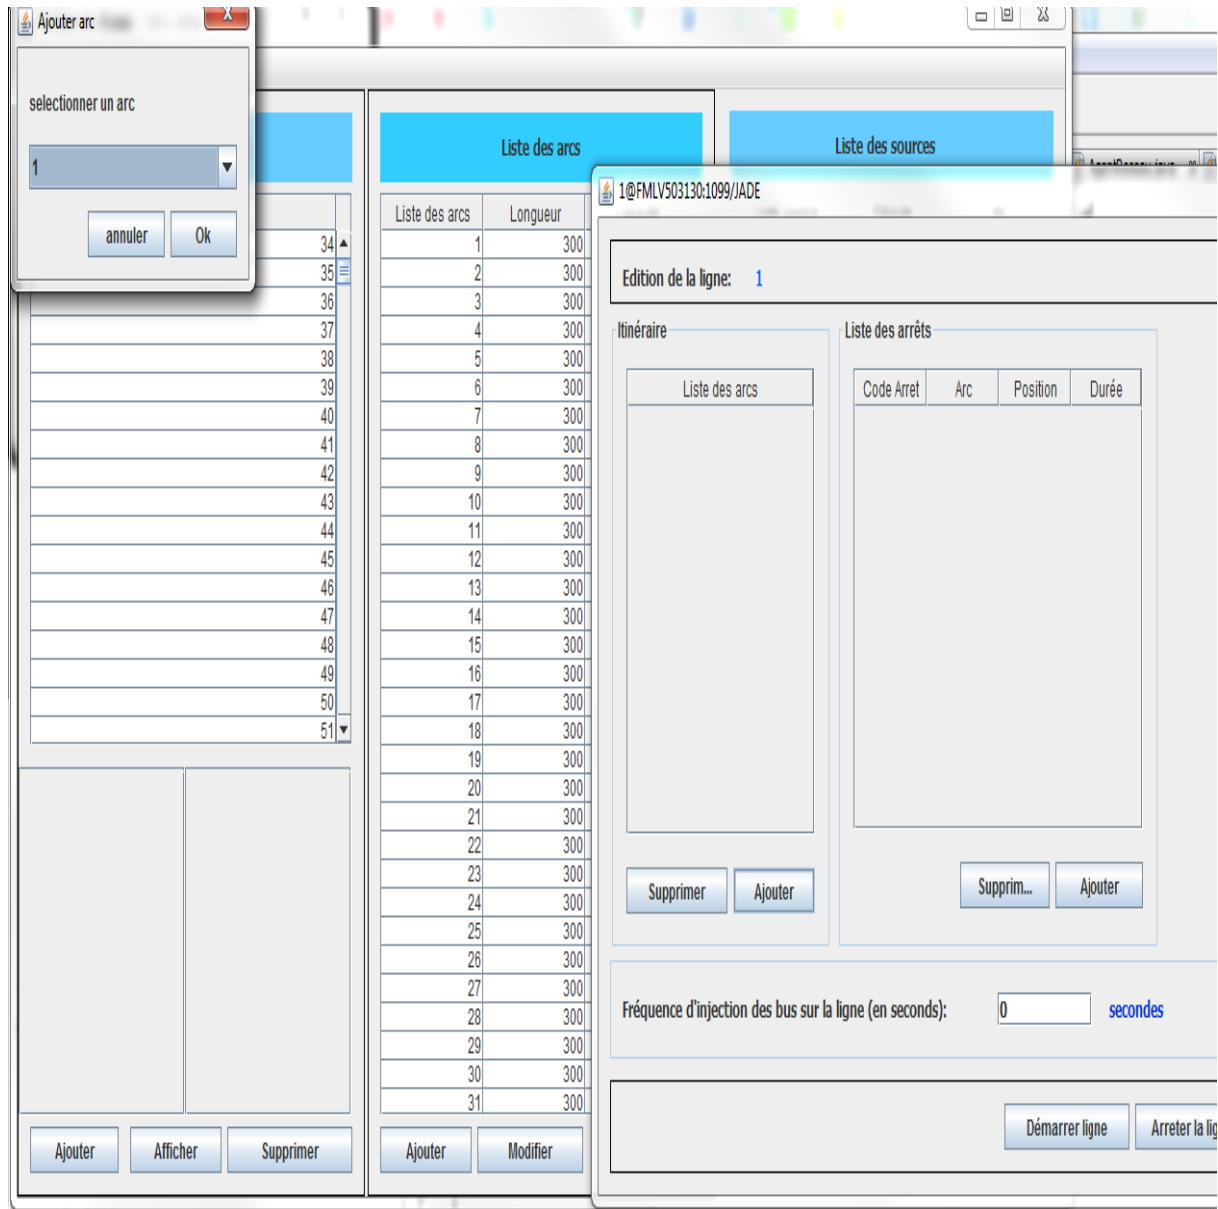 Ajouter arc
selectionner un arc
1
annuler
Ok
34
35
36
37
38
39
40
41
42
43
44
45
46
47
48
49
50
51
Ajouter
Afficher
Supprimer
Liste des arcs
Liste des arcs Longueur
1 300
2 300
3 300
4 300
5 300
6 300
7 300
8 300
9 300
10 300
11 300
12 300
13 300
14 300
15 300
16 300
17 300
18 300
19 300
20 300
21 300
22 300
23 300
24 300
25 300
26 300
27 300
28 300
29 300
30 300
31 300
Ajouter
Modifier
Liste des sources
1@FMLV503130:1099/JADE
Edition de la ligne: 1
Itinéraire
Liste des arcs
Supprimer
Ajouter
Liste des arrêts
Code Arret Arc Position Durée
Supprim...
Ajouter
Fréquence d'injection des bus sur la ligne (en seconds): 0 secondes
Démarrer ligne
Arreter la lig